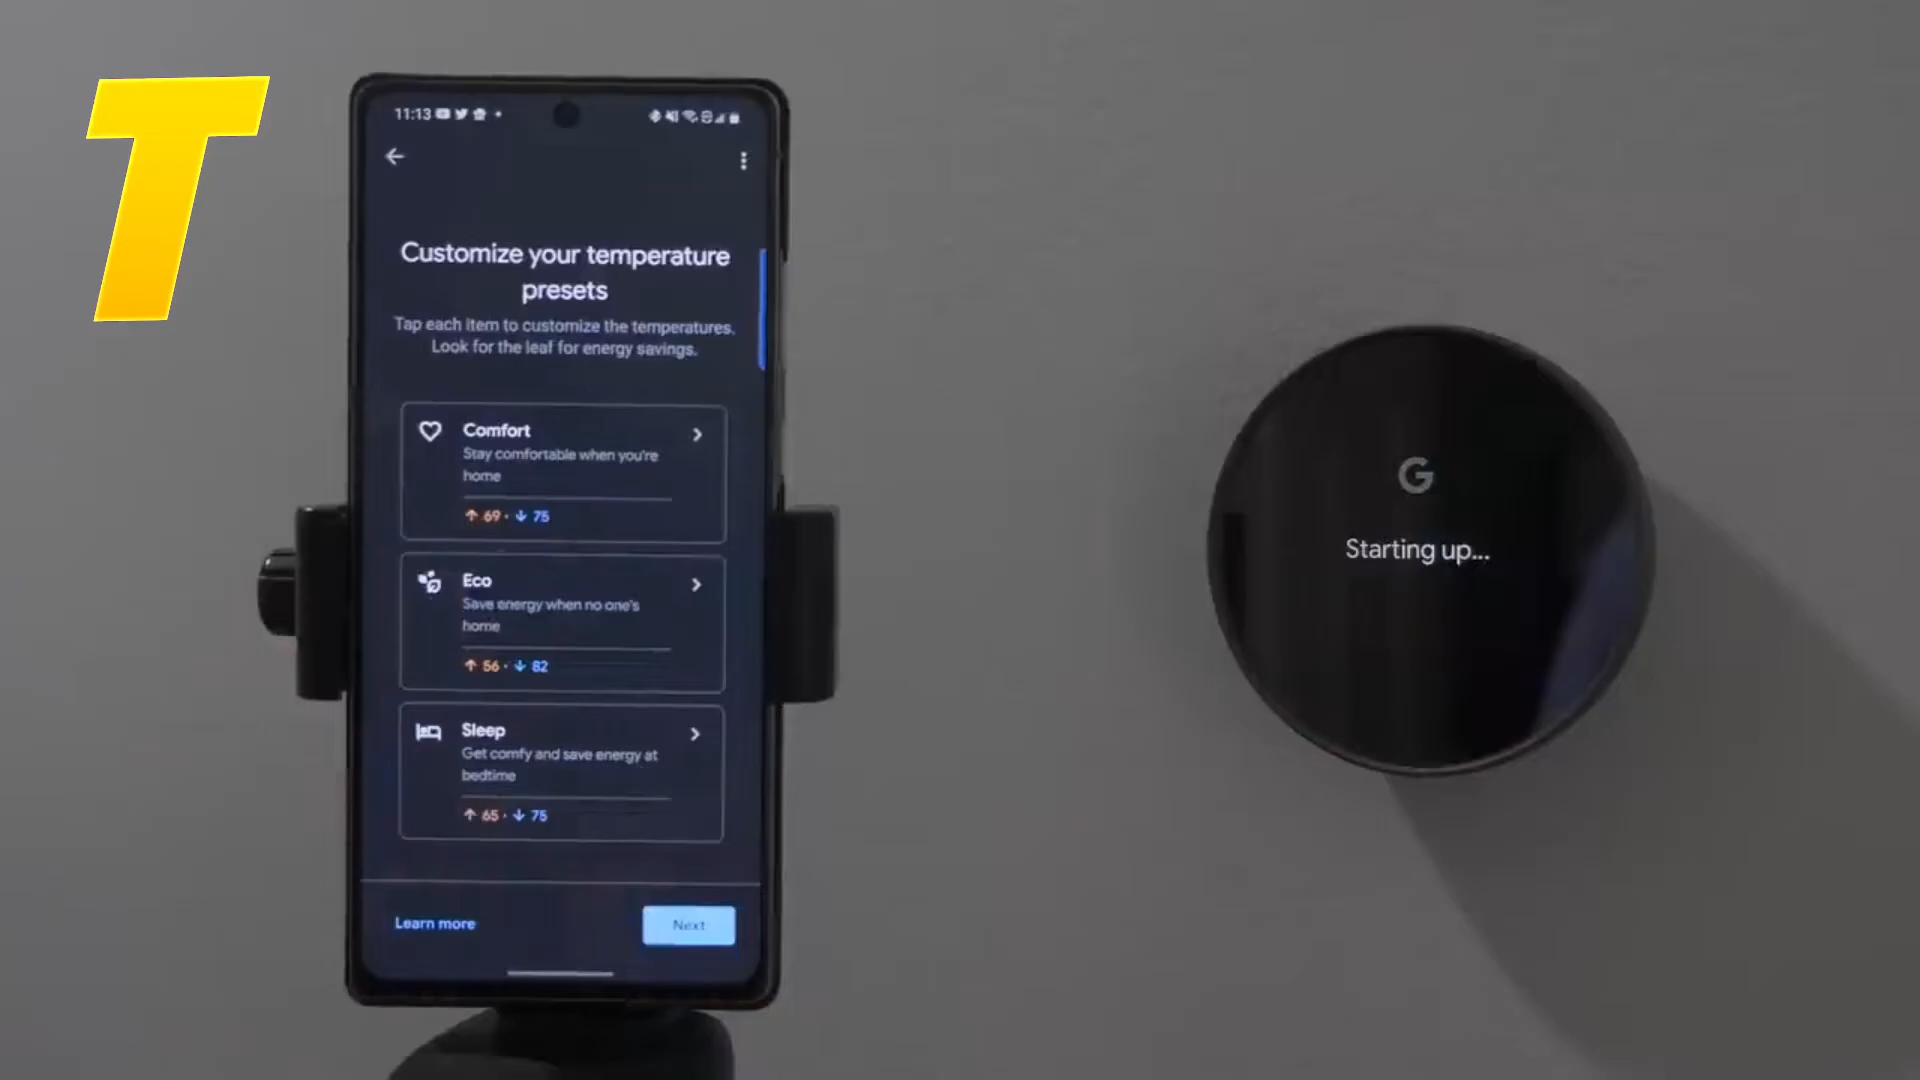 T
11:13
Customize your temperature
presets
Tap each item to customize the temperatures.
Look for the leaf for energy savings.
Comfort
Stay comfortable when you're
home
↑ 69 · ↓ 75
Eco
Save energy when no one's
home
↑ 56 · ↓ 82
Sleep
Get comfy and save energy at
bedtime
↑ 65 · ↓ 75
Learn more
Next
G
Starting up...